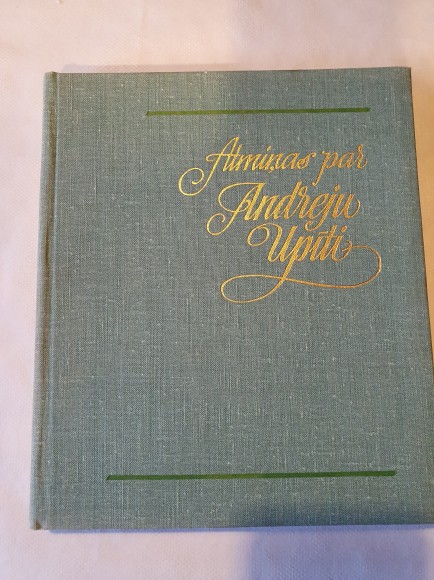 Atmiņas par
Andreju
Upīti